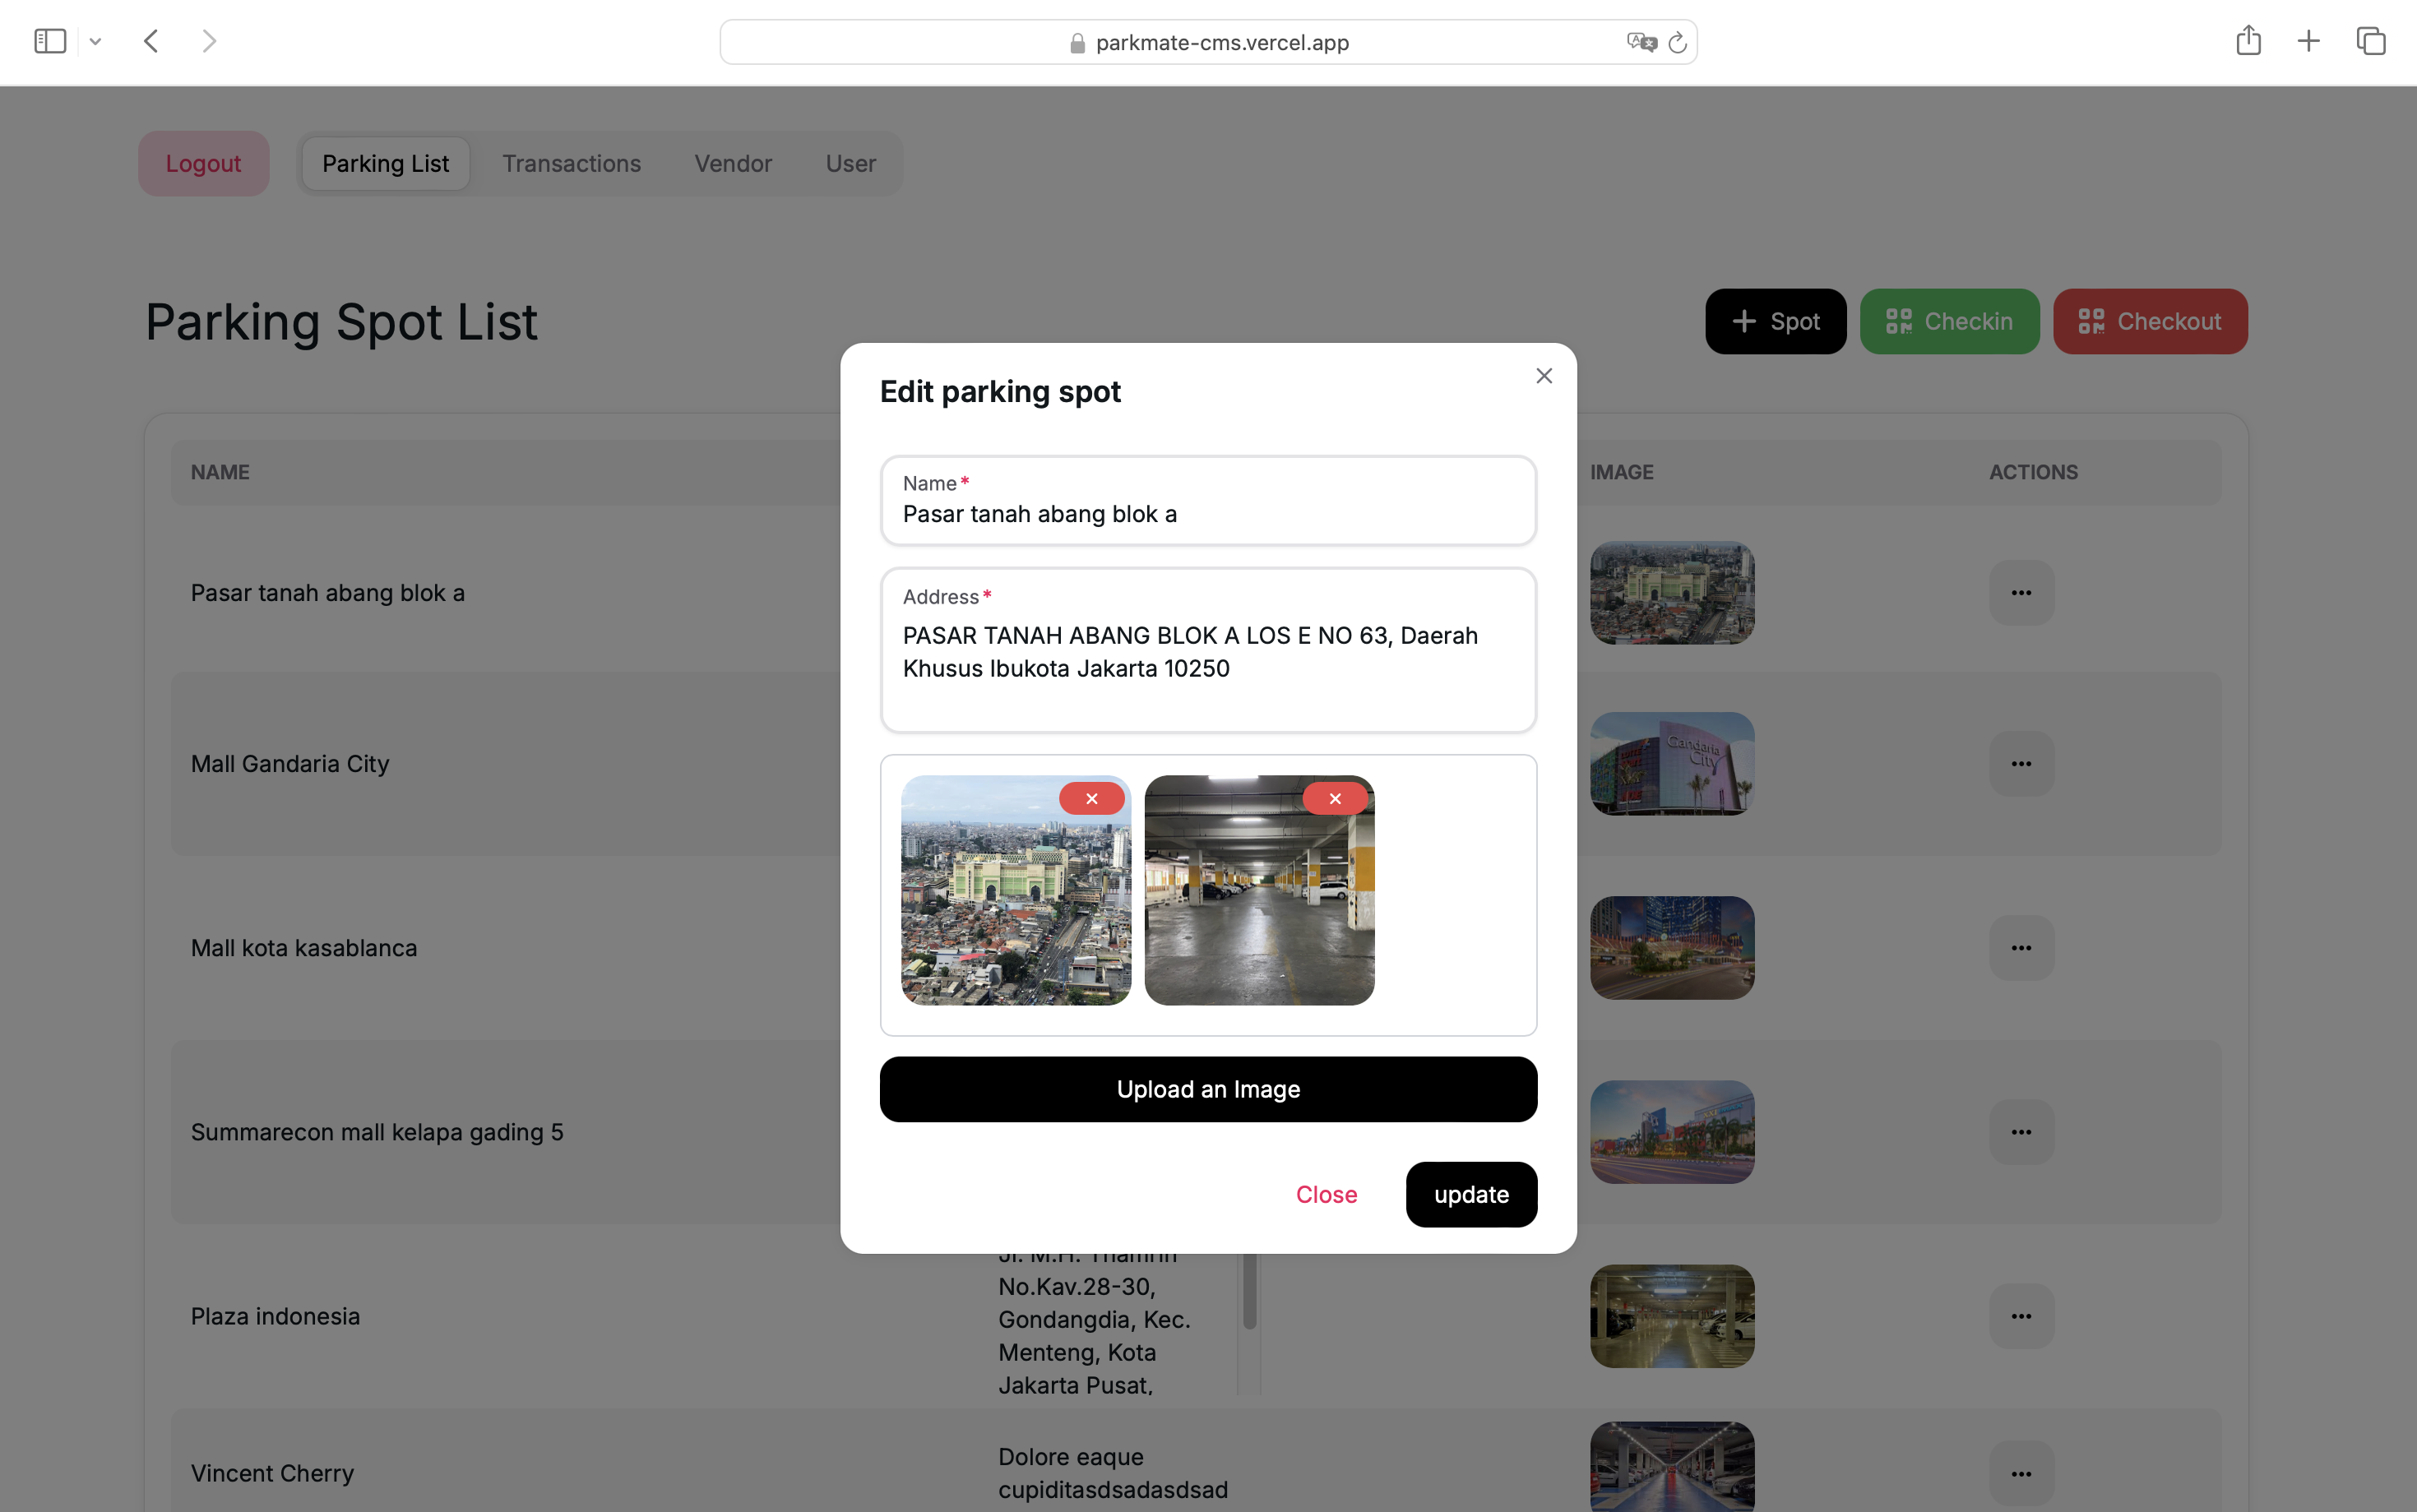 parkmate-cms.vercel.app
Logout
Parking List
Transactions
Vendor
User
Parking Spot List
+ Spot
Checkin
Checkout
NAME
IMAGE
ACTIONS
Pasar tanah abang blok a
Mall Gandaria City
Gandaria
City
Mall kota kasablanca
Summarecon mall kelapa gading 5
Plaza indonesia
Jl. M.H. Thamrin
No.Kav.28-30,
Gondangdia, Kec.
Menteng, Kota
Jakarta Pusat,
Vincent Cherry
Dolore eaque
cupiditasdsadasdsad
Edit parking spot
Name*
Pasar tanah abang blok a
Address*
PASAR TANAH ABANG BLOK A LOS E NO 63, Daerah
Khusus Ibukota Jakarta 10250
Upload an Image
Close
update